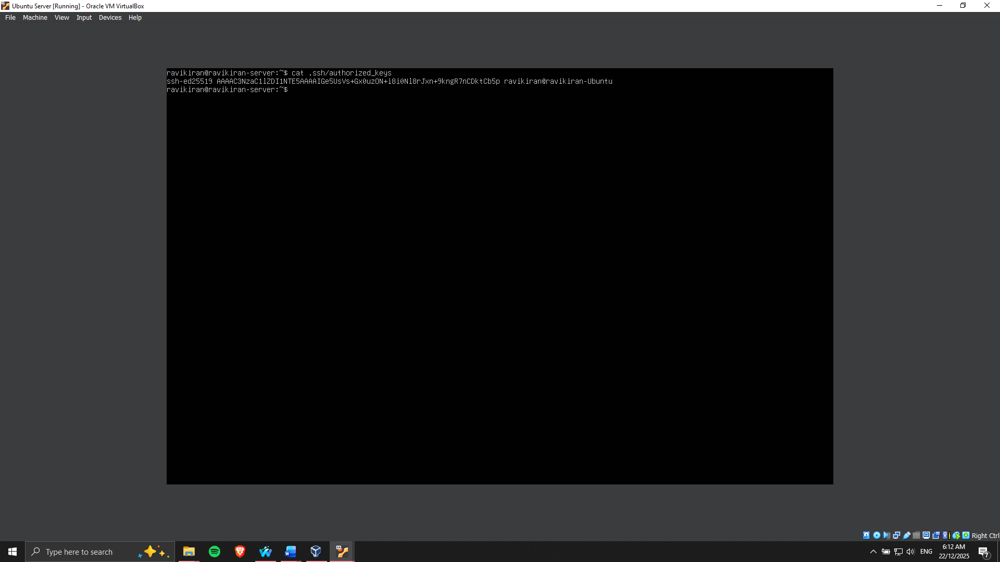 Ubuntu Server [Running] - Oracle VM VirtualBox
File Machine View Input Devices Help
ravikiran@ravikiran-server:~$ cat .ssh/authorized_keys
ssh-ed25519 AAAAC3NzaC1lZDI1NTE5AAAAIGe5UsVs+Gx0uzON+i8i0Nl8rJxn+9kngR7nCDktCb5p ravikiran@ravikiran-Ubuntu
ravikiran@ravikiran-server:~$
Right Ctrl
Type here to search
ENG
6:12 AM
22/12/2025
7